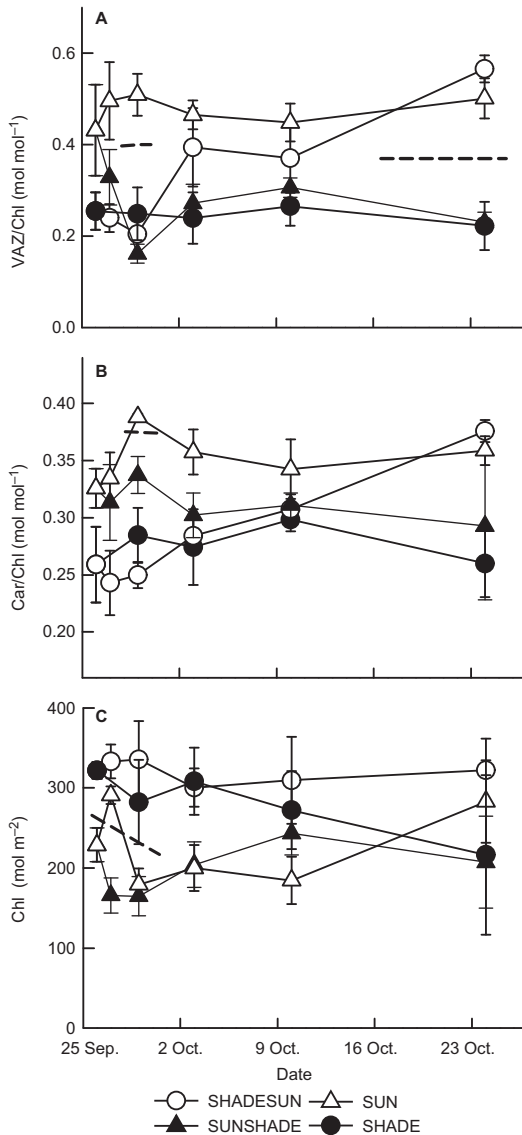 A
0.6
0.4
0.2
0.0
VAZ/Chl (mol mol⁻¹)
B
0.40
0.35
0.30
0.25
0.20
Car/Chl (mol mol⁻¹)
C
400
300
200
100
0
Chl (mol m⁻²)
25 Sep. 2 Oct. 9 Oct. 16 Oct. 23 Oct.
Date
SHADESUN SUN
SUNSHADE SHADE